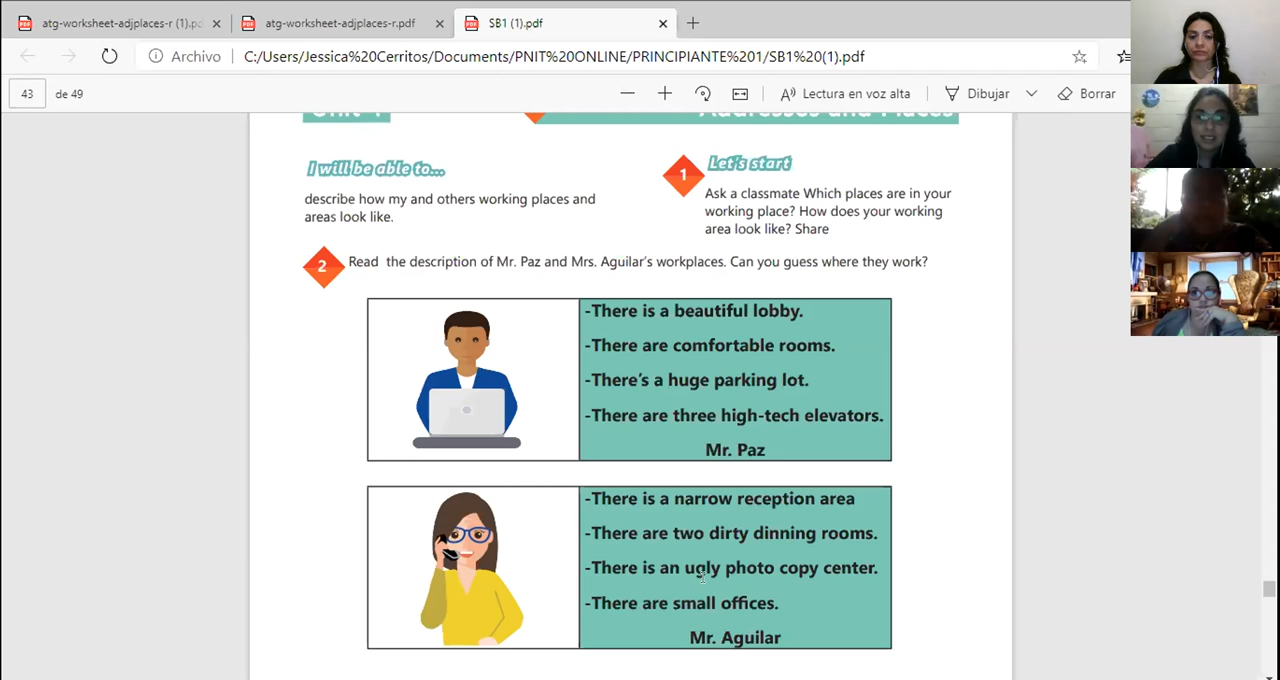 atg-worksheet-adjplaces-r (1).p
atg-worksheet-adjplaces-r.pdf
SB1 (1).pdf
Archivo
C:/Users/Jessica%20Cerritos/Documents/PNIT%20ONLINE/PRINCIPIANTE%201/SB1%20(1).pdf
43
de 49
Lectura en voz alta
Dibujar
Borrar
Addresses and Places
I will be able to...
describe how my and others working places and
areas look like.
1
Let's start
Ask a classmate Which places are in your
working place? How does your working
area look like? Share
2
Read the description of Mr. Paz and Mrs. Aguilar's workplaces. Can you guess where they work?
-There is a beautiful lobby.
-There are comfortable rooms.
-There's a huge parking lot.
-There are three high-tech elevators.
Mr. Paz
-There is a narrow reception area
-There are two dirty dinning rooms.
-There is an ugly photo copy center.
-There are small offices.
Mr. Aguilar